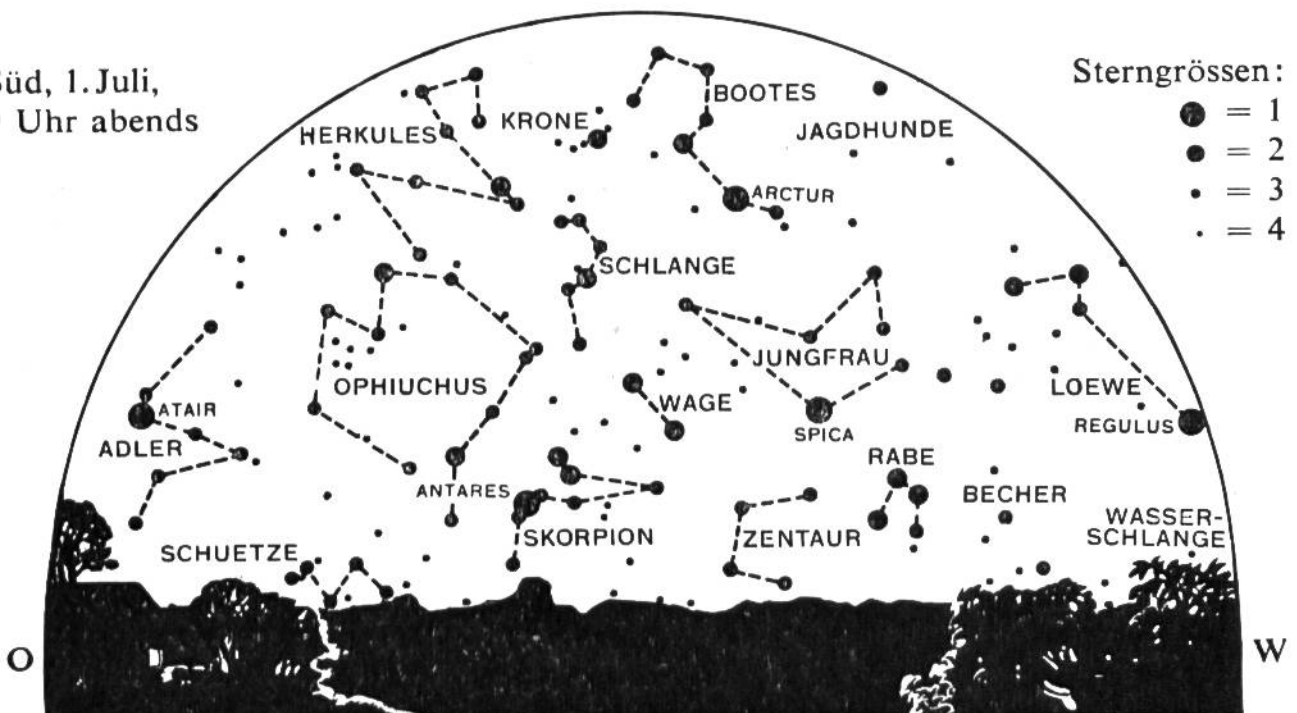 Süd, 1. Juli,
Uhr abends
Sterngrössen:
= 1
= 2
= 3
= 4
HERKULES
KRONE
BOOTES
JAGDHUNDE
ARCTUR
SCHLANGE
OPHIUCHUS
JUNGFRAU
LOEWE
REGULUS
ATAIR
ADLER
WAGE
SPICA
RABE
BECHER
ANTARES
SKORPION
ZENTAUR
WASSER-
SCHLANGE
SCHUETZE
O
W